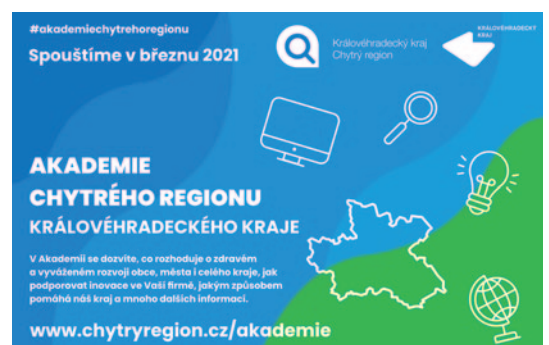 #akademiechytrehoregionu
Spouštíme v březnu 2021
Královéhradecký kraj
Chytrý region
KRÁLOVÉHRADECKÝ
KRAJ
AKADEMIE
CHYTRÉHO REGIONU
KRÁLOVÉHRADECKÉHO KRAJE
V Akademii se dozvíte, co rozhoduje o zdravém
a vyváženém rozvoji obce, města i celého kraje, jak
podporovat inovace ve Vaší firmě, jakým způsobem
pomáhá náš kraj a mnoho dalších informací.
www.chytryregion.cz/akademie